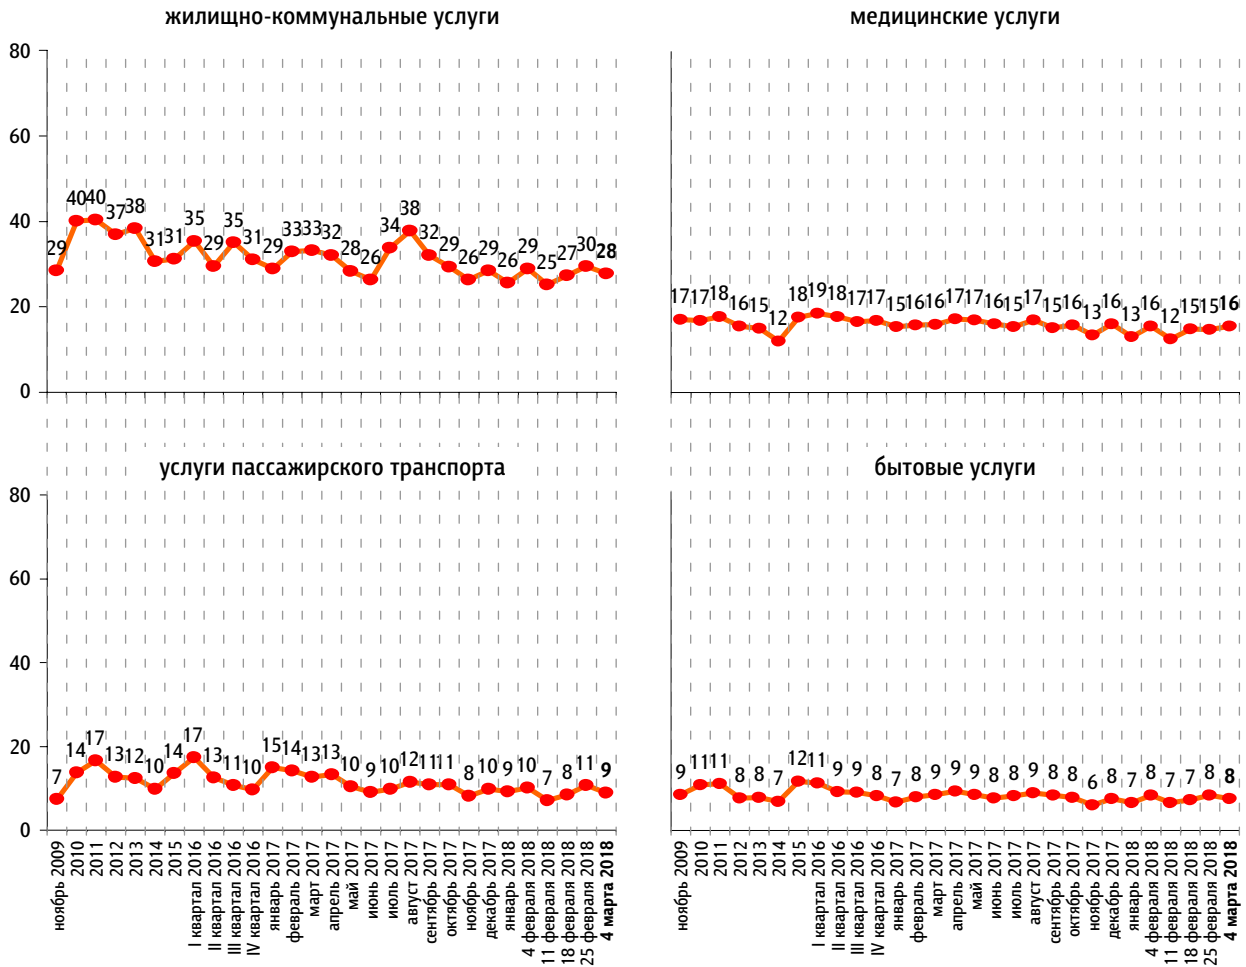 жилищно-коммунальные услуги
80
60
40
20
0
29 40 40 37 38 31 31 35 29 35 31 29 33 33 32 28 26 34 38 32 29 26 29 26 29 25 27 30 28
медицинские услуги
17 17 18 16 15 12 18 19 18 17 17 15 16 16 17 17 16 15 17 15 16 13 16 13 16 12 15 15 16
услуги пассажирского транспорта
80
60
40
20
0
7 14 17 13 12 10 14 17 13 11 10 15 14 13 13 10 9 10 12 11 11 8 10 9 10 7 8 11 9
ноябрь 2009
2010
2011
2012
2013
2014
2015
I квартал 2016
II квартал 2016
III квартал 2016
IV квартал 2016
январь 2017
февраль 2017
март 2017
апрель 2017
май 2017
июнь 2017
июль 2017
август 2017
сентябрь 2017
октябрь 2017
ноябрь 2017
декабрь 2017
январь 2018
4 февраля 2018
11 февраля 2018
18 февраля 2018
25 февраля 2018
4 марта 2018
бытовые услуги
9 11 11 8 8 7 12 11 9 9 8 7 8 9 9 9 8 8 9 8 8 6 8 7 8 7 7 8 8
ноябрь 2009
2010
2011
2012
2013
2014
2015
I квартал 2016
II квартал 2016
III квартал 2016
IV квартал 2016
январь 2017
февраль 2017
март 2017
апрель 2017
май 2017
июнь 2017
июль 2017
август 2017
сентябрь 2017
октябрь 2017
ноябрь 2017
декабрь 2017
январь 2018
4 февраля 2018
11 февраля 2018
18 февраля 2018
25 февраля 2018
4 марта 2018